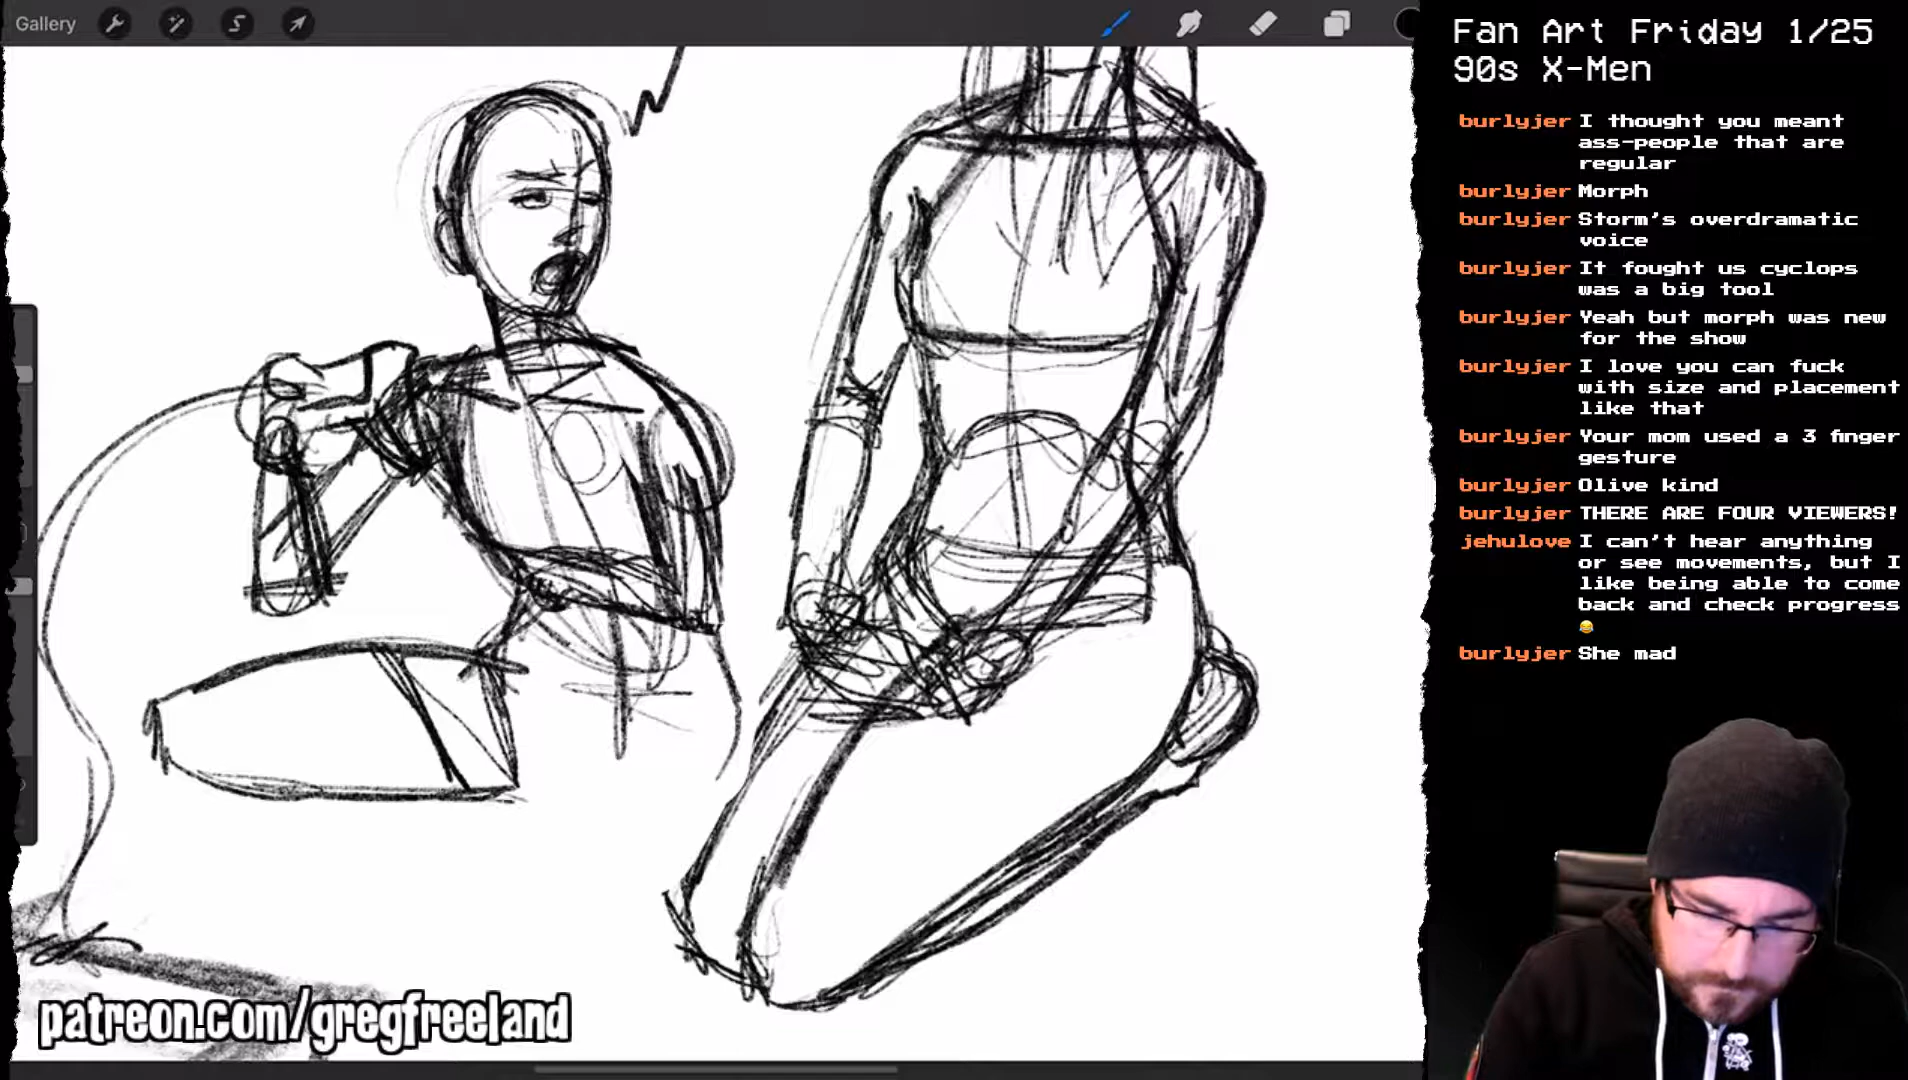 Gallery
Fan Art Friday 1/25
90s X-Men
burlyjer I thought you meant
ass-people that are
regular
burlyjer Morph
burlyjer Storm's overdramatic
voice
burlyjer It fought us cyclops
was a big tool
burlyjer Yeah but morph was new
for the show
burlyjer I love you can fuck
with size and placement
like that
burlyjer Your mom used a 3 finger
gesture
burlyjer Olive kind
burlyjer THERE ARE FOUR VIEWERS!
jehulove I can't hear anything
or see movements, but I
like being able to come
back and check progress
😂
burlyjer She mad
patreon.com/gregfreeland